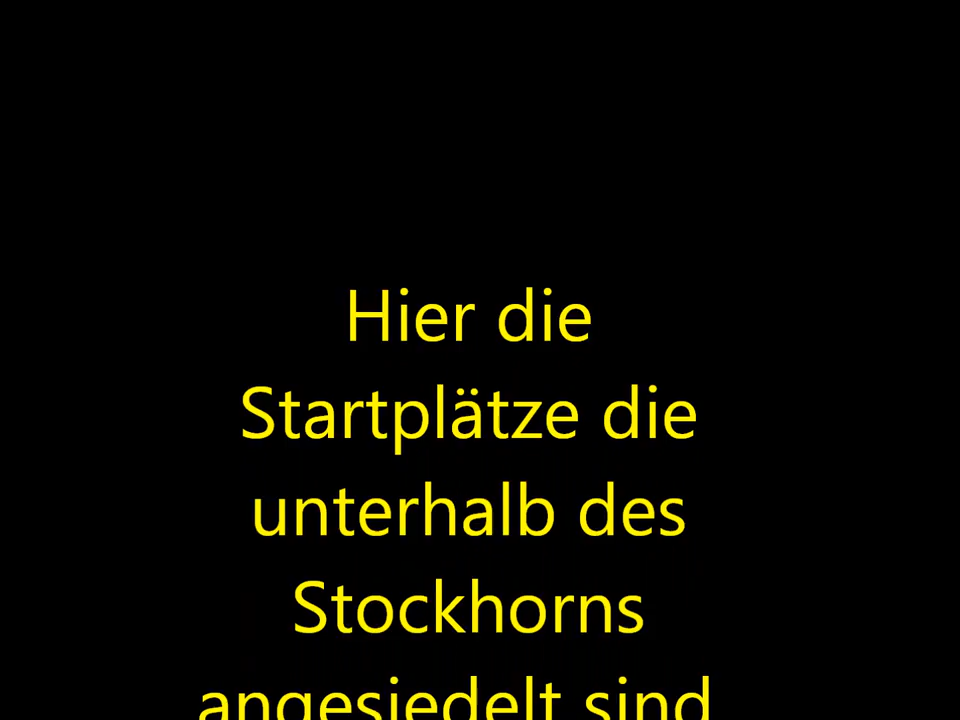 Hier die
Startplätze die
unterhalb des
Stockhorns
angesiedelt sind